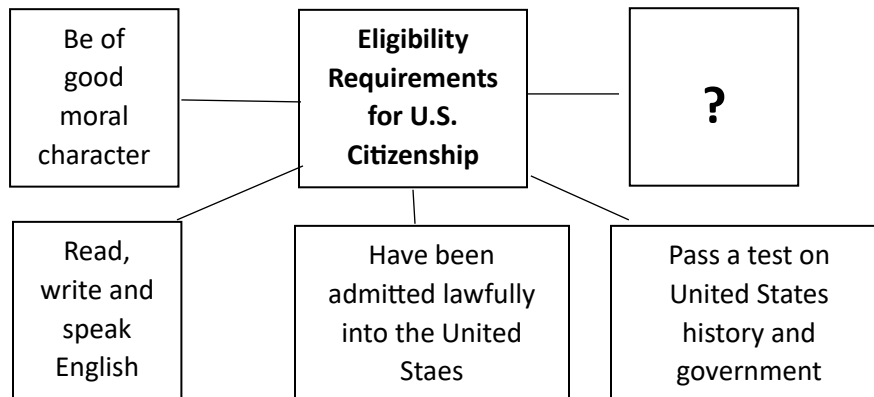 Be of
good
moral
character
Eligibility
Requirements
for U.S.
Citizenship
?
Read,
write and
speak
English
Have been
admitted lawfully
into the United
Staes
Pass a test on
United States
history and
government